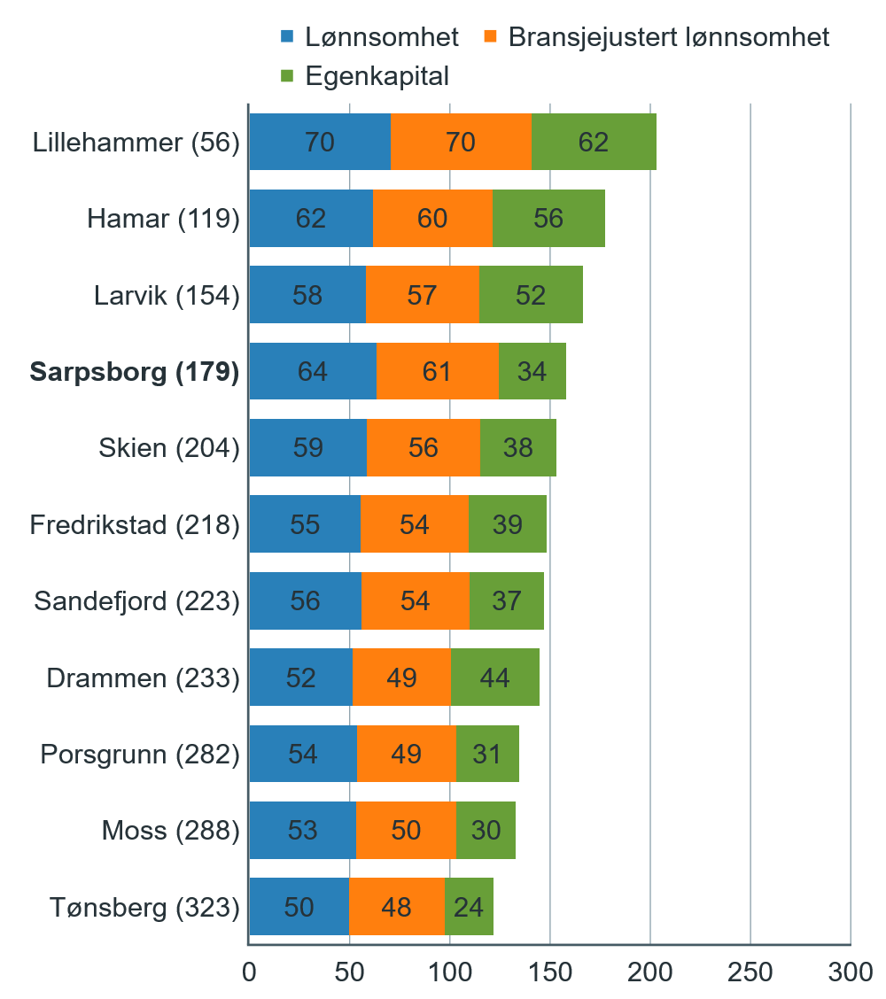 Lønnsomhet Bransjejustert lønnsomhet
Egenkapital
Lillehammer (56) 70 70 62
Hamar (119) 62 60 56
Larvik (154) 58 57 52
Sarpsborg (179) 64 61 34
Skien (204) 59 56 38
Fredrikstad (218) 55 54 39
Sandefjord (223) 56 54 37
Drammen (233) 52 49 44
Porsgrunn (282) 54 49 31
Moss (288) 53 50 30
Tønsberg (323) 50 48 24
0 50 100 150 200 250 300